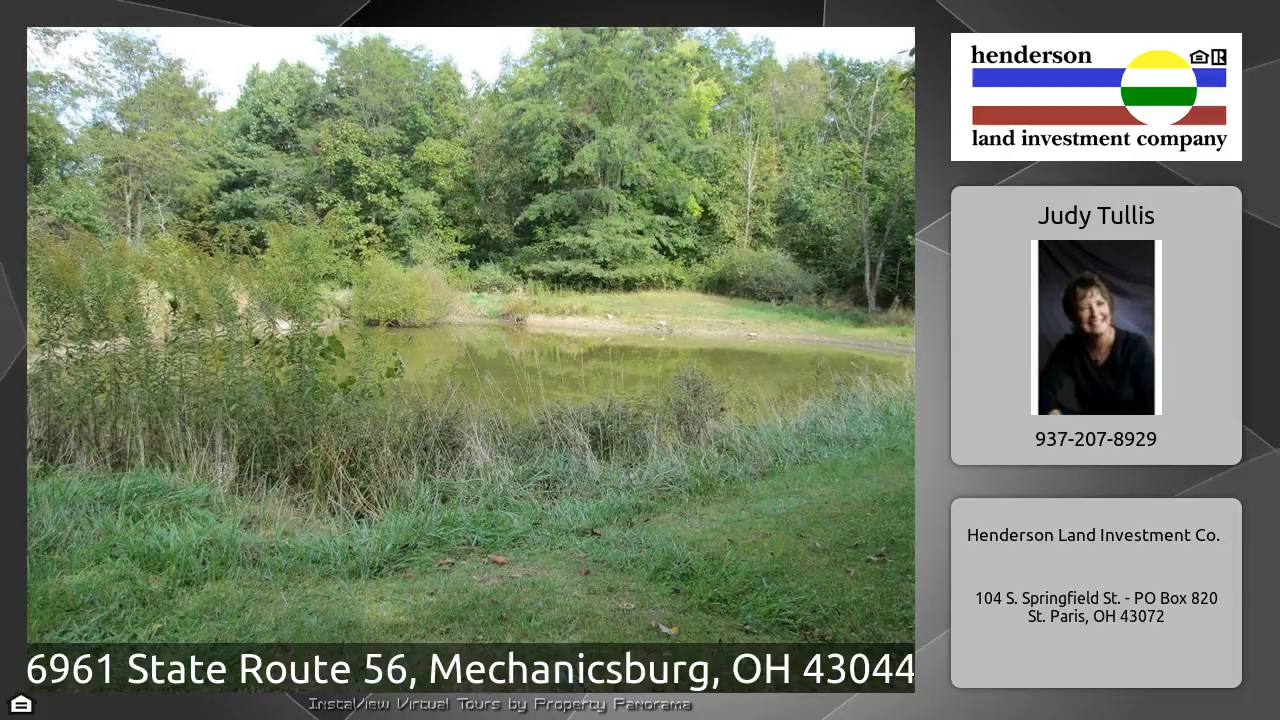 henderson
land investment company
Judy Tullis
937-207-8929
Henderson Land Investment Co.
104 S. Springfield St. - PO Box 820
St. Paris, OH 43072
6961 State Route 56, Mechanicsburg, OH 43044
InstaView Virtual Tours by Property Panorama